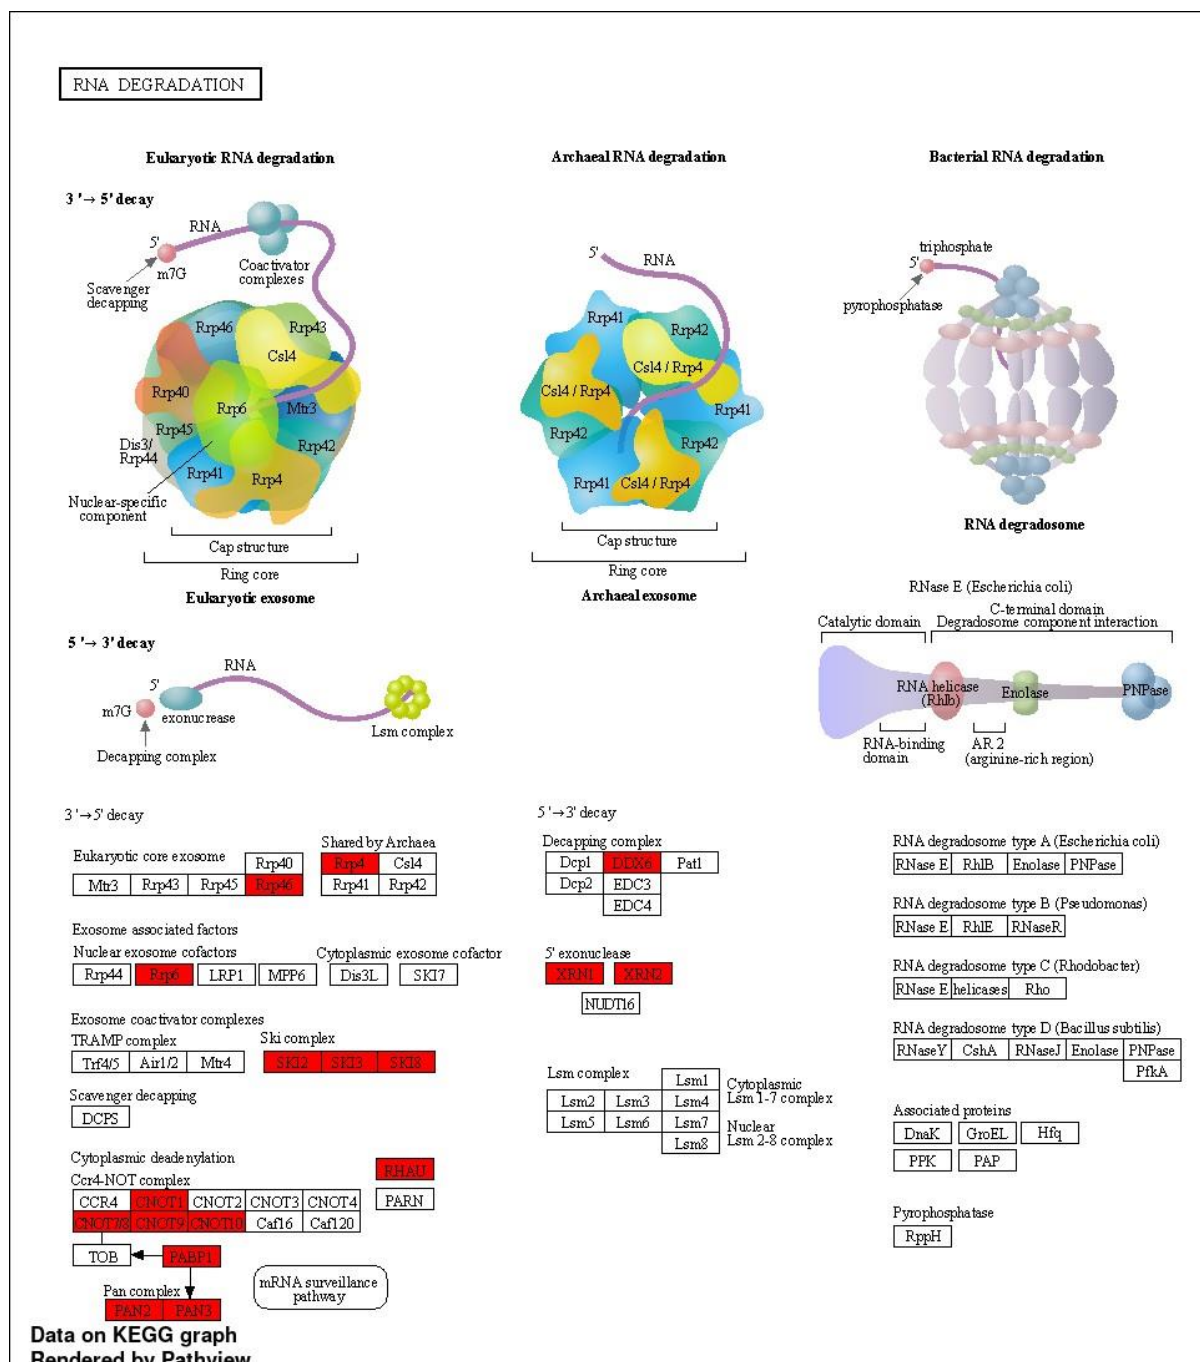 RNA DEGRADATION
Eukaryotic RNA degradation
Archaeal RNA degradation
Bacterial RNA degradation
3'→5' decay
RNA
5'
m7G
Scavenger
decapping
Coactivator
complexes
Rrp46
Rrp43
Csl4
Rrp40
Rrp6
Mtr3
Rrp45
Dis3/
Rrp44
Rrp42
Rrp41
Rrp4
Nuclear-specific
component
Cap structure
Ring core
Eukaryotic exosome
5'
RNA
Rrp41
Rrp42
Csl4 / Rrp4
Csl4 / Rrp4
Rrp41
Rrp42
Rrp42
Rrp41
Csl4 / Rrp4
Cap structure
Ring core
Archaeal exosome
triphosphate
5'
pyrophosphatase
RNA degradosome
RNase E (Escherichia coli)
C-terminal domain
Catalytic domain
Degradosome component interaction
RNA helicase
(Rhlb)
Enolase
PNPase
RNA-binding
domain
AR 2
(arginine-rich region)
5'→3' decay
RNA
5'
m7G
exonucrease
Lsm complex
Decapping complex
3'→5' decay
Eukaryotic core exosome
Rrp40
Mtr3 Rrp43 Rrp45 Rrp46
Shared by Archaea
Rrp4 Csl4
Rrp41 Rrp42
Exosome associated factors
Nuclear exosome cofactors
Rrp44 Rrp6 LRP1 MPP6
Cytoplasmic exosome cofactor
Dis3L SKI7
Exosome coactivator complexes
TRAMP complex
Trf4/5 Air1/2 Mtr4
Ski complex
SKI2 SKI3 SKI8
Scavenger decapping
DCPS
Cytoplasmic deadenylation
Ccr4-NOT complex
CCR4 CNOT1 CNOT2 CNOT3 CNOT4
CNOT7/8 CNOT9 CNOT10 Caf16 Caf120
RHAU
PARN
TOB
PABP1
Pan complex
PAN2 PAN3
mRNA surveillance
pathway
5'→3' decay
Decapping complex
Dcp1 DDX6 Pat1
Dcp2 EDC3
EDC4
5' exonuclease
XRN1 XRN2
NUDT16
Lsm complex
Lsm1
Lsm2 Lsm3 Lsm4
Lsm5 Lsm6 Lsm7
Lsm8
Cytoplasmic
Lsm 1-7 complex
Nuclear
Lsm 2-8 complex
RNA degradosome type A (Escherichia coli)
RNase E RhlB Enolase PNPase
RNA degradosome type B (Pseudomonas)
RNase E RhlE RNaseR
RNA degradosome type C (Rhodobacter)
RNase E helicases Rho
RNA degradosome type D (Bacillus subtilis)
RNaseY CshA RNaseJ Enolase PNPase
PfkA
Associated proteins
DnaK GroEL Hfq
PPK PAP
Pyrophosphatase
RppH
Data on KEGG graph
Rendered by Pathview